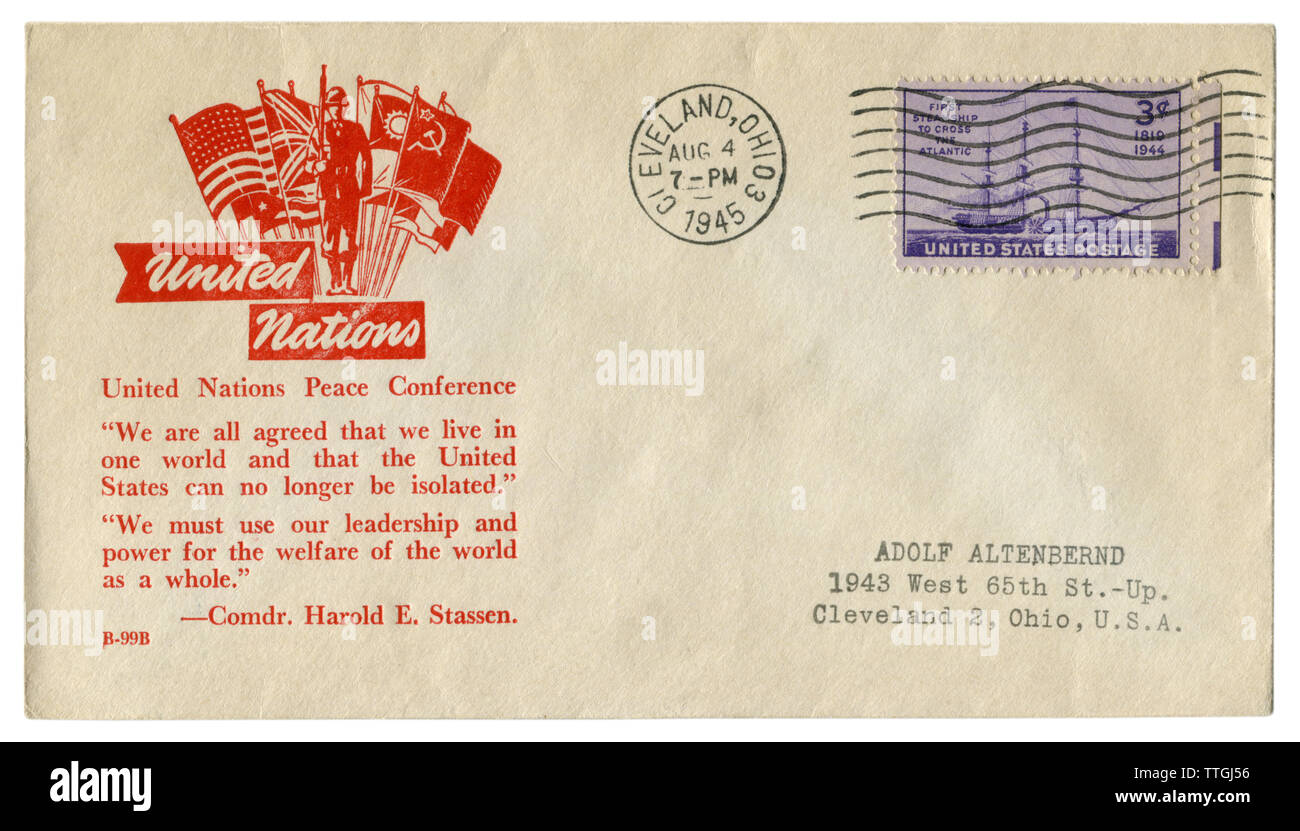 United
Nations
United Nations Peace Conference
“We are all agreed that we live in
one world and that the United
States can no longer be isolated.”
“We must use our leadership and
power for the welfare of the world
as a whole.”
—Comdr. Harold E. Stassen.
B-99B
CLEVELAND, OHIO 3
AUG 4
7-PM
1945
FIRST
STEAMSHIP
TO CROSS
THE
ATLANTIC
3¢
1819
1944
UNITED STATES POSTAGE
ADOLF ALTENBERND
1943 West 65th St.-Up.
Cleveland 2, Ohio, U.S.A.
alamy
a
a
a
a
a
a
alamy
Image ID: TTGJ56
www.alamy.com